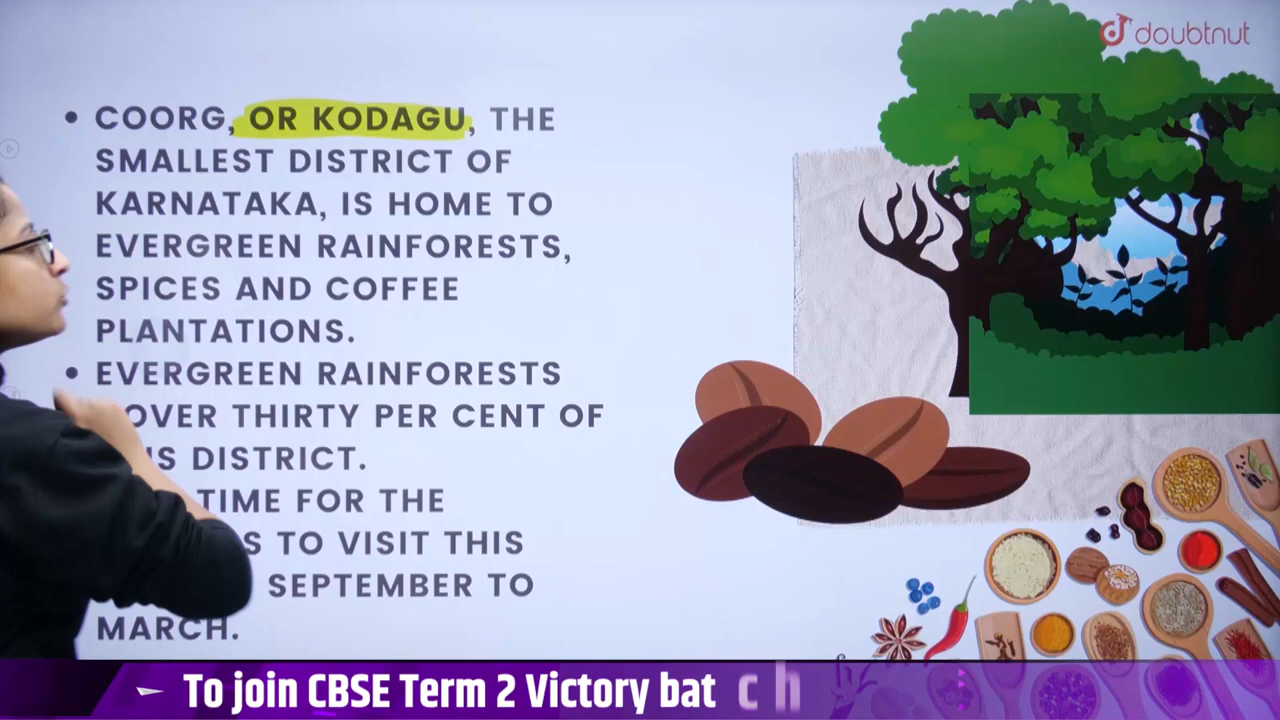 doubtnut
COORG, OR KODAGU, THE
SMALLEST DISTRICT OF
KARNATAKA, IS HOME TO
EVERGREEN RAINFORESTS,
SPICES AND COFFEE
PLANTATIONS.
EVERGREEN RAINFORESTS
OVER THIRTY PER CENT OF
DISTRICT.
TIME FOR THE
TO VISIT THIS
SEPTEMBER TO
MARCH.
To join CBSE Term 2 Victory bat c h